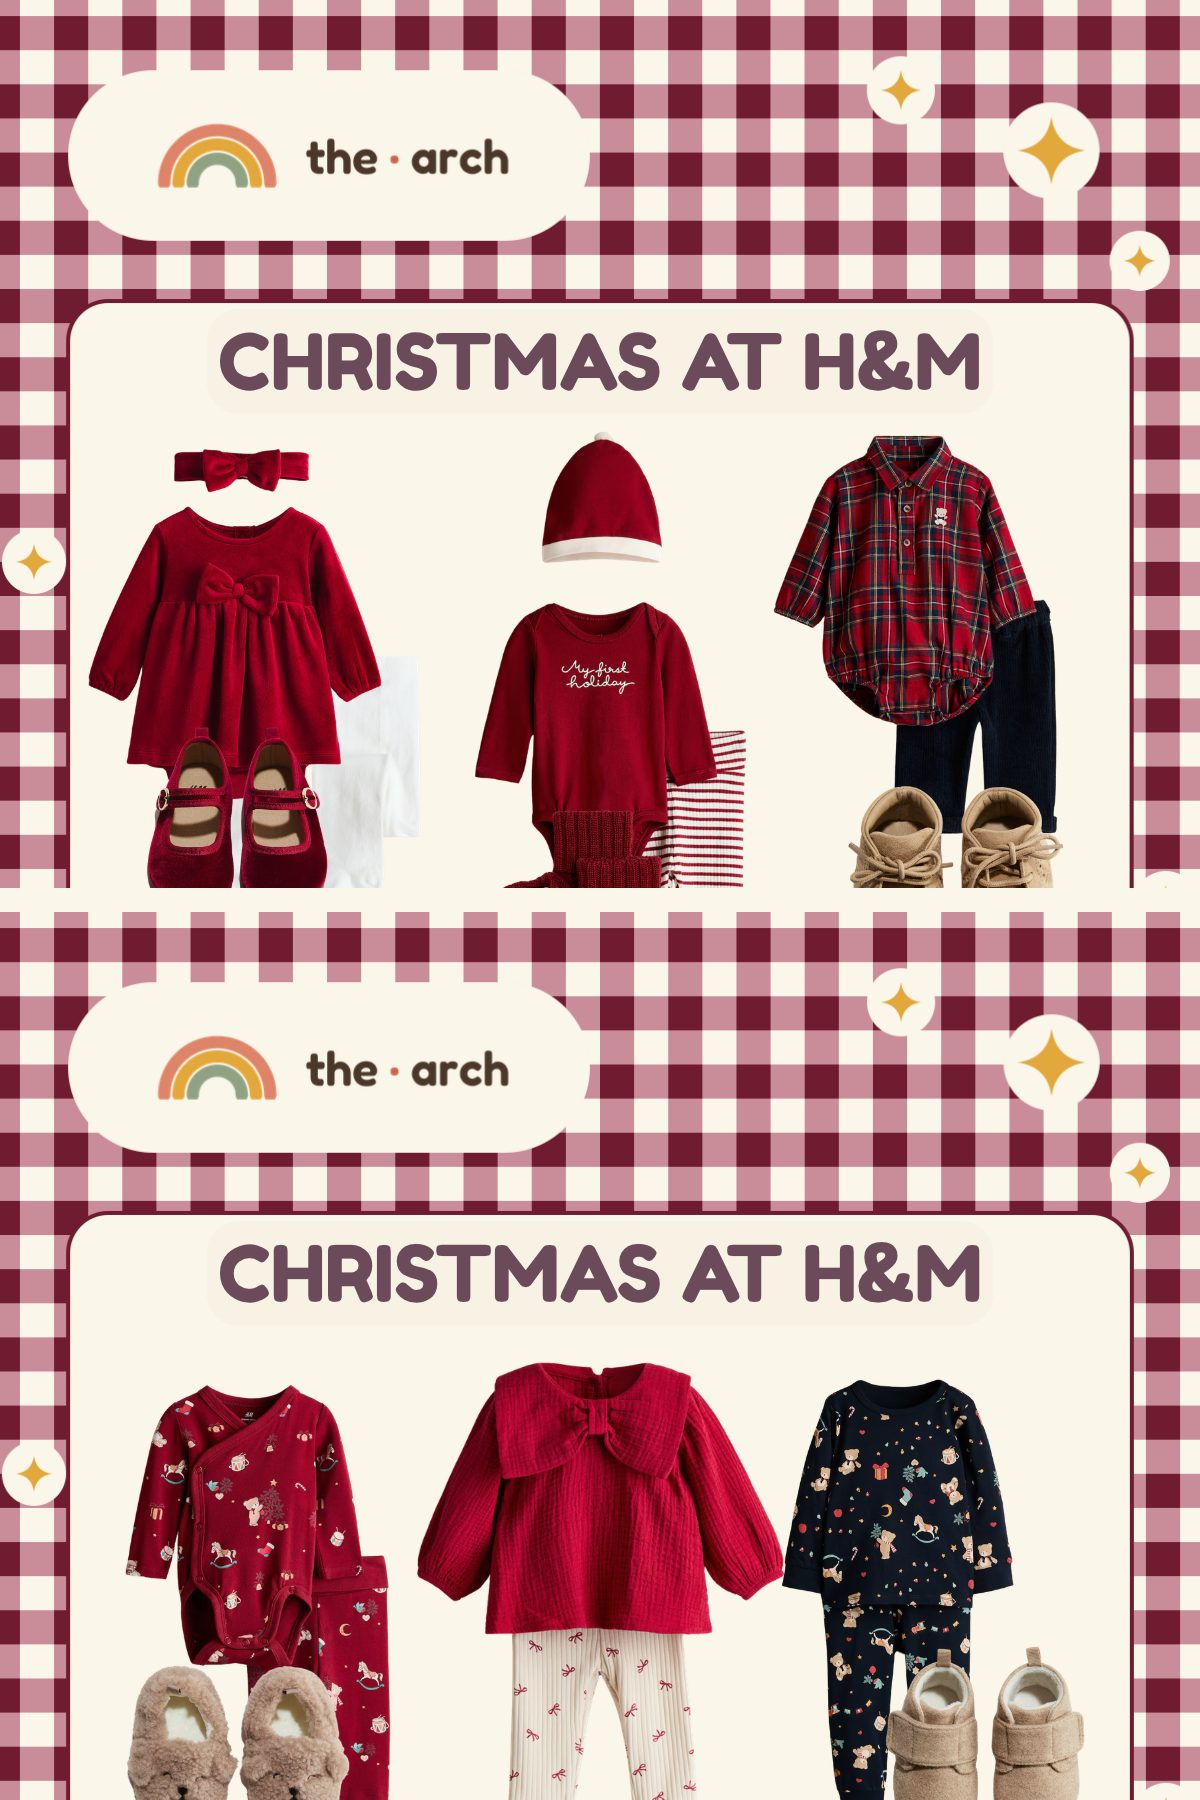 the · arch
CHRISTMAS AT H&M
My first
holiday
the · arch
CHRISTMAS AT H&M